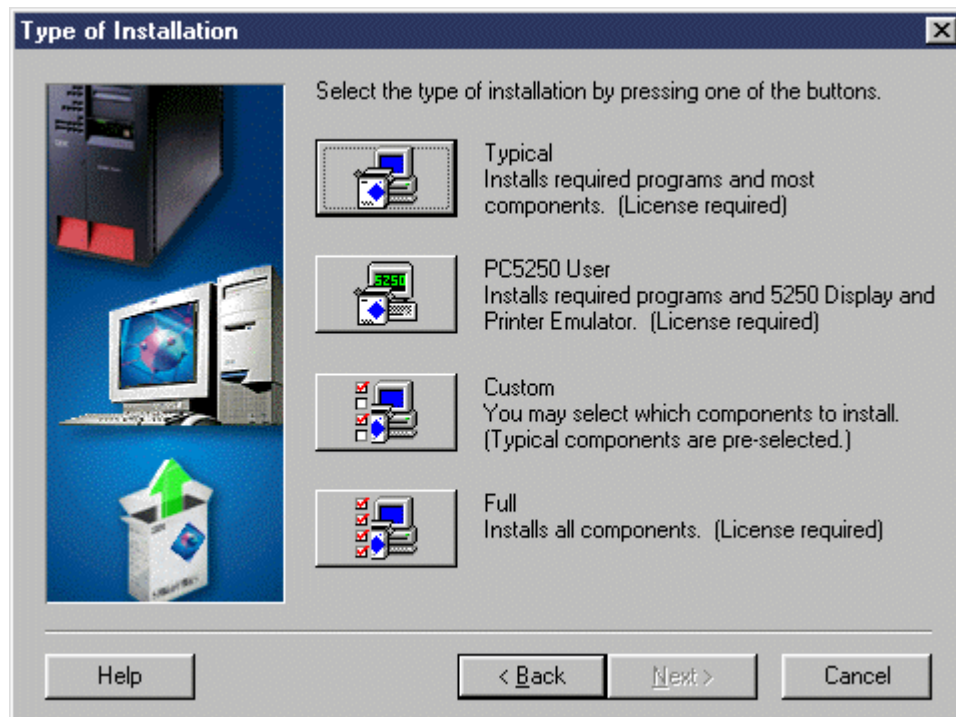 Type of Installation
Select the type of installation by pressing one of the buttons.
Typical
Installs required programs and most
components. (License required)
5250
PC5250 User
Installs required programs and 5250 Display and
Printer Emulator. (License required)
Custom
You may select which components to install.
(Typical components are pre-selected.)
Full
Installs all components. (License required)
Help
< Back
Next >
Cancel